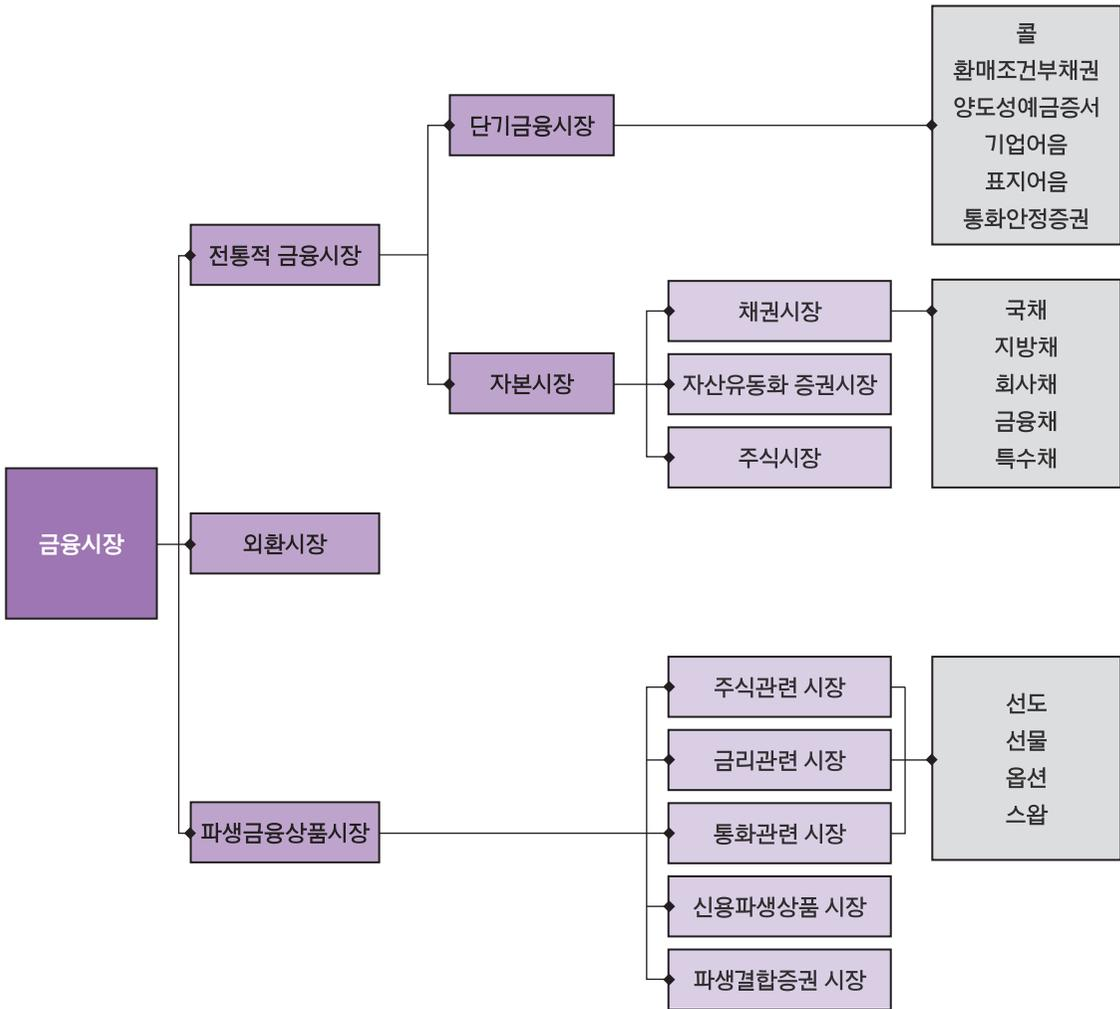 금융시장
전통적 금융시장
단기금융시장
콜
환매조건부채권
양도성예금증서
기업어음
표지어음
통화안정증권
자본시장
채권시장
국채
지방채
회사채
금융채
특수채
자산유동화 증권시장
주식시장
외환시장
파생금융상품시장
주식관련 시장
금리관련 시장
통화관련 시장
선도
선물
옵션
스왑
신용파생상품 시장
파생결합증권 시장